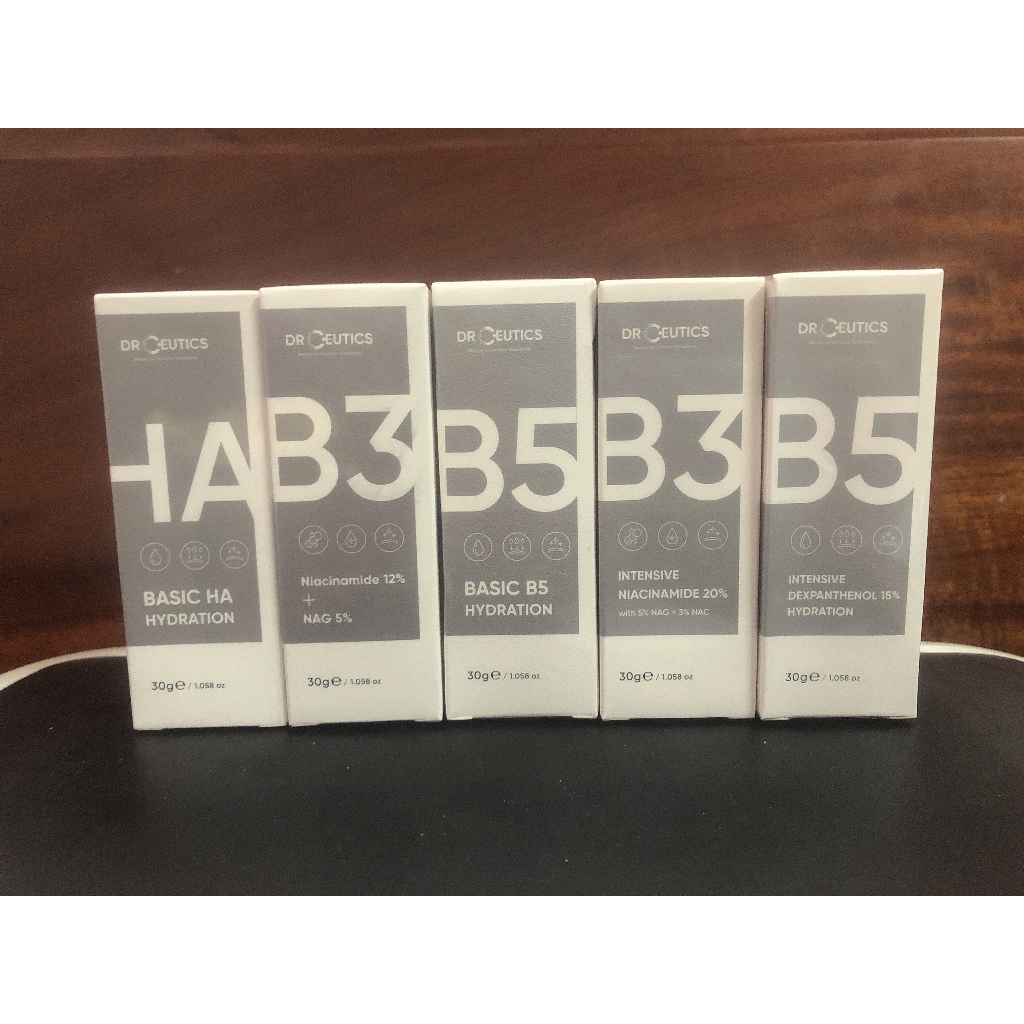 DR CEUTICS
HA
BASIC HA
HYDRATION
30g℮ / 1.058 oz
DR CEUTICS
B3
Niacinamide 12%
+
NAG 5%
30g℮ / 1.058 oz
DR CEUTICS
B5
BASIC B5
HYDRATION
30g℮ / 1.058 oz
DR CEUTICS
B3
INTENSIVE
NIACINAMIDE 20%
with 5% NAG + 3% NAC
30g℮ / 1.058 oz
DR CEUTICS
B5
INTENSIVE
DEXPANTHENOL 15%
HYDRATION
30g℮ / 1.058 oz